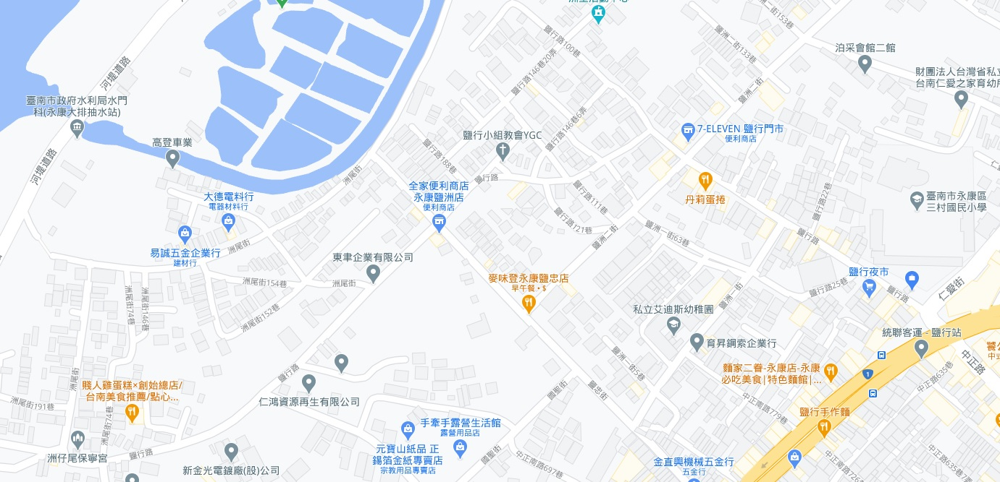 鹽洲二街153巷
鹽行路100巷
鹽洲二街133巷
泊采會館二館
河堤道路
鹽行路146巷20弄
財團法人台灣省私立
台南仁愛之家育幼所
鹽洲一街
臺南市政府水利局水門
科(永康大排抽水站)
鹽行路146巷6弄
7-ELEVEN 鹽行門市
便利商店
高登車業
鹽行小組教會YGC
鹽行路188巷
河堤道路
洲尾街
鹽行路
全家便利商店
永康鹽洲店
便利商店
鹽行路111巷
丹莉蛋捲
鹽行路22巷
臺南市永康區
三村國民小學
大德電料行
電器材料行
鹽行路121巷
鹽洲二街
鹽洲一街63巷
鹽行路
洲尾街
易誠五金企業行
建材行
東聿企業有限公司
鹽行夜市
麥味登永康鹽忠店
早午餐・$
洲尾街154巷
洲尾街
鹽行路25巷
鹽行路
仁愛街
鹽洲一街
洲尾街74巷
洲尾街146巷
洲尾街152巷
私立艾迪斯幼稚園
育昇鋼索企業行
統聯客運 - 鹽行站
鹽洲一街5巷
麵家二眷-永康店-永康
必吃美食|特色麵館|...
1
中正路
中正路635巷
鹽行路
洲尾街
賤人雞蛋糕×創始總店/
台南美食推薦/點心...
國聖街
鹽忠街
仁鴻資源再生有限公司
洲尾街191巷
中正南路779巷
鹽行手作麵
洲尾街74巷
手牽手露營生活館
露營用品店
元寶山紙品 正
錫箔金紙專賣店
宗教用品專賣店
洲仔尾保寧宮
鹽行路
國聖街
中正南路697巷
金直興機械五金行
五金行
新金光電鍍廠(股)公司